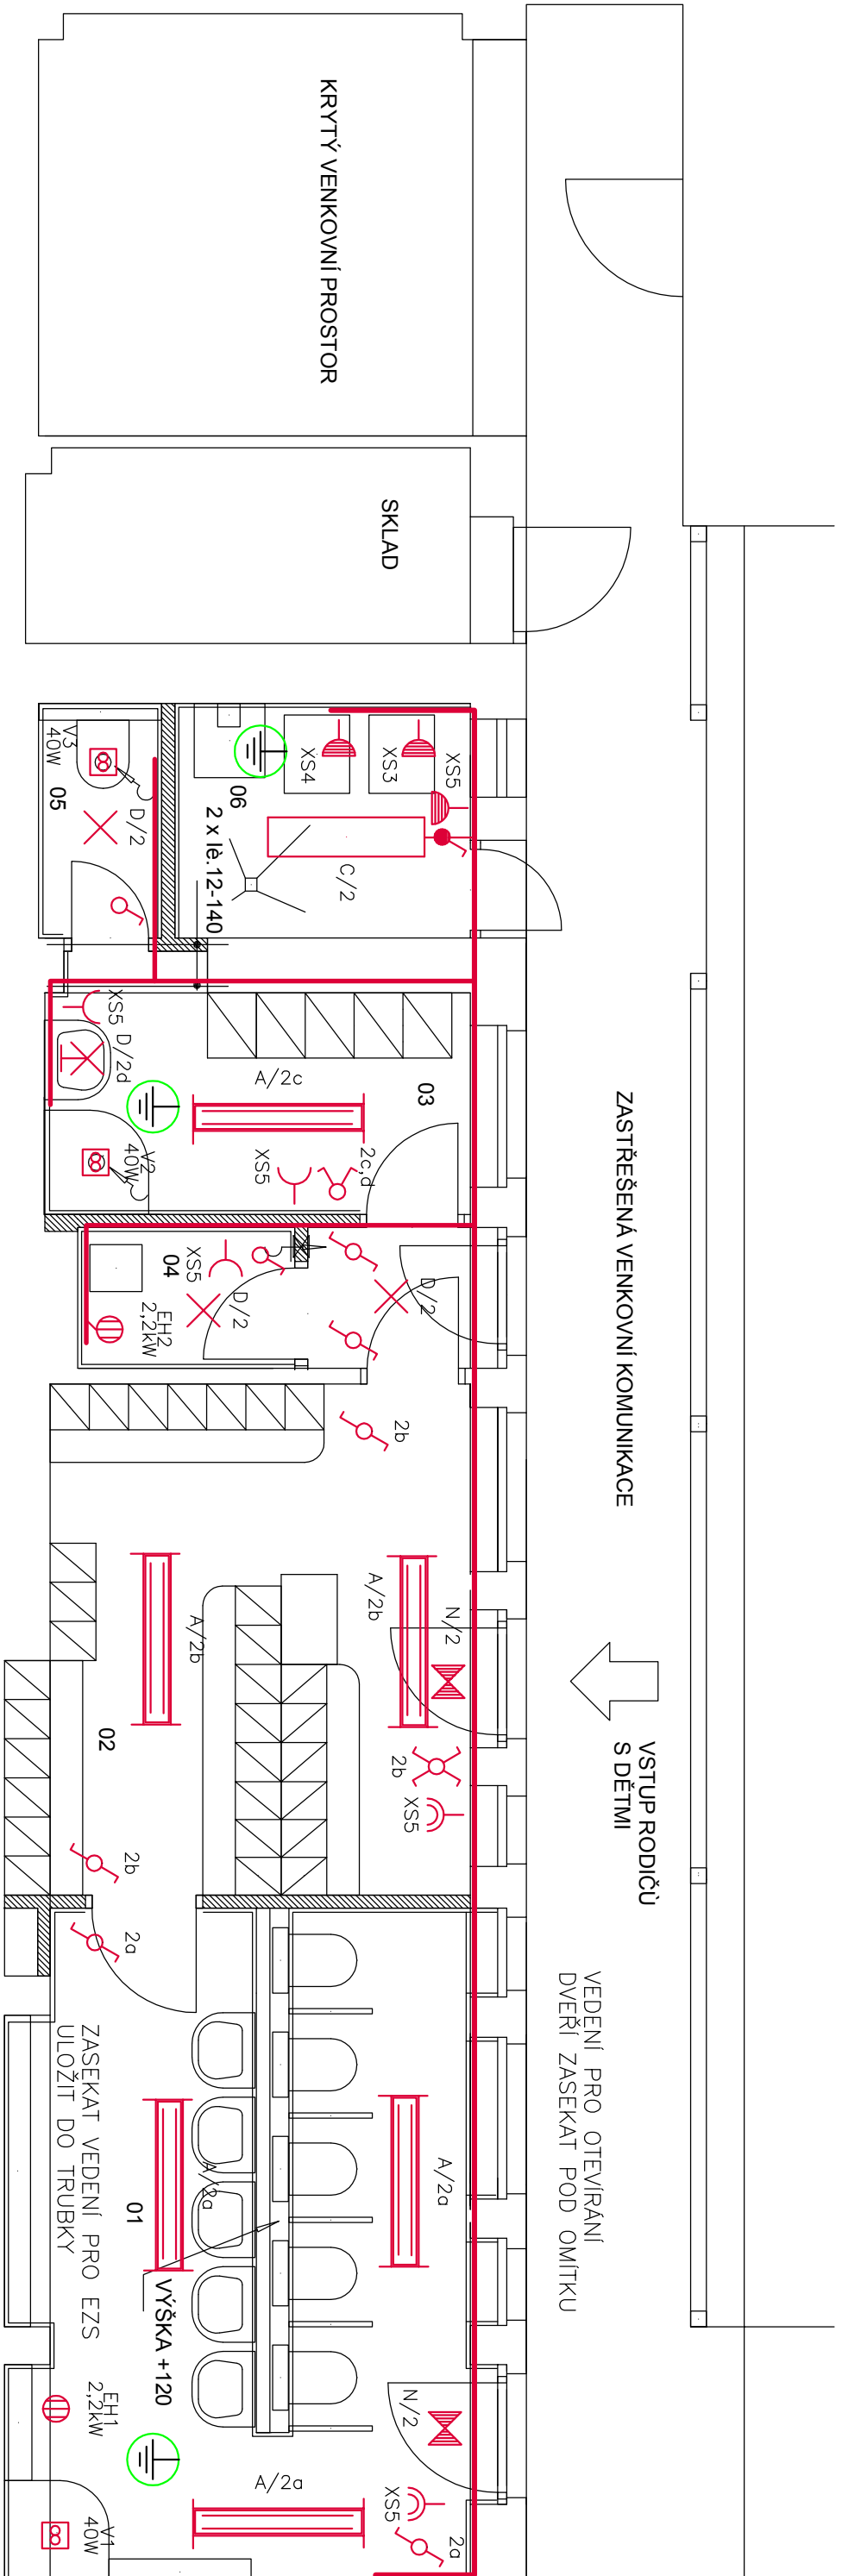 KRYTÝ VENKOVNÍ PROSTOR
SKLAD
ZASTŘEŠENÁ VENKOVNÍ KOMUNIKACE
VSTUP RODIČŮ
S DĚTMI
VEDENÍ PRO OTEVÍRÁNÍ
DVEŘÍ ZASEKAT POD OMÍTKU
XS5
XS3
XS4
06
2 x lè.12-140
C/2
V3
40W
05
D/2
XS5
D/2d
A/2c
03
V2
40W
XS5
2c,d
04
XS5
D/2
EH2
2,2kW
D/2
2b
A/2b
A/2b
N/2
02
2b
XS5
2b
2a
ZASEKAT VEDENÍ PRO EZS
ULOŽIT DO TRUBKY
A/2a
A/2a
01
VÝŠKA +120
EH1
2,2kW
N/2
A/2a
XS5
2a
V1
40W